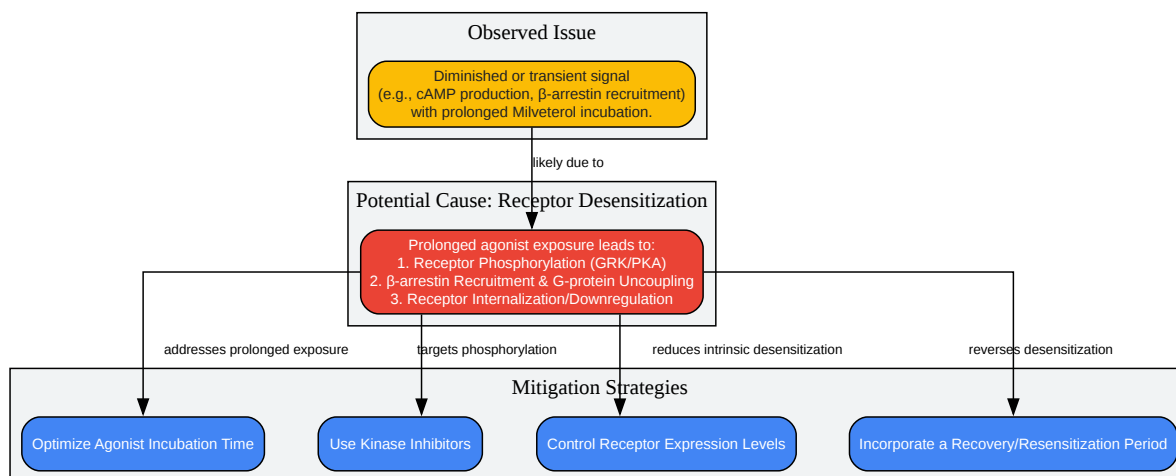 Observed Issue
Diminished or transient signal
(e.g., cAMP production, β-arrestin recruitment)
with prolonged Milveterol incubation.
likely due to
Potential Cause: Receptor Desensitization
Prolonged agonist exposure leads to:
1. Receptor Phosphorylation (GRK/PKA)
2. β-arrestin Recruitment & G-protein Uncoupling
3. Receptor Internalization/Downregulation
addresses prolonged exposure
targets phosphorylation
reduces intrinsic desensitization
reverses desensitization
Mitigation Strategies
Optimize Agonist Incubation Time
Use Kinase Inhibitors
Control Receptor Expression Levels
Incorporate a Recovery/Resensitization Period